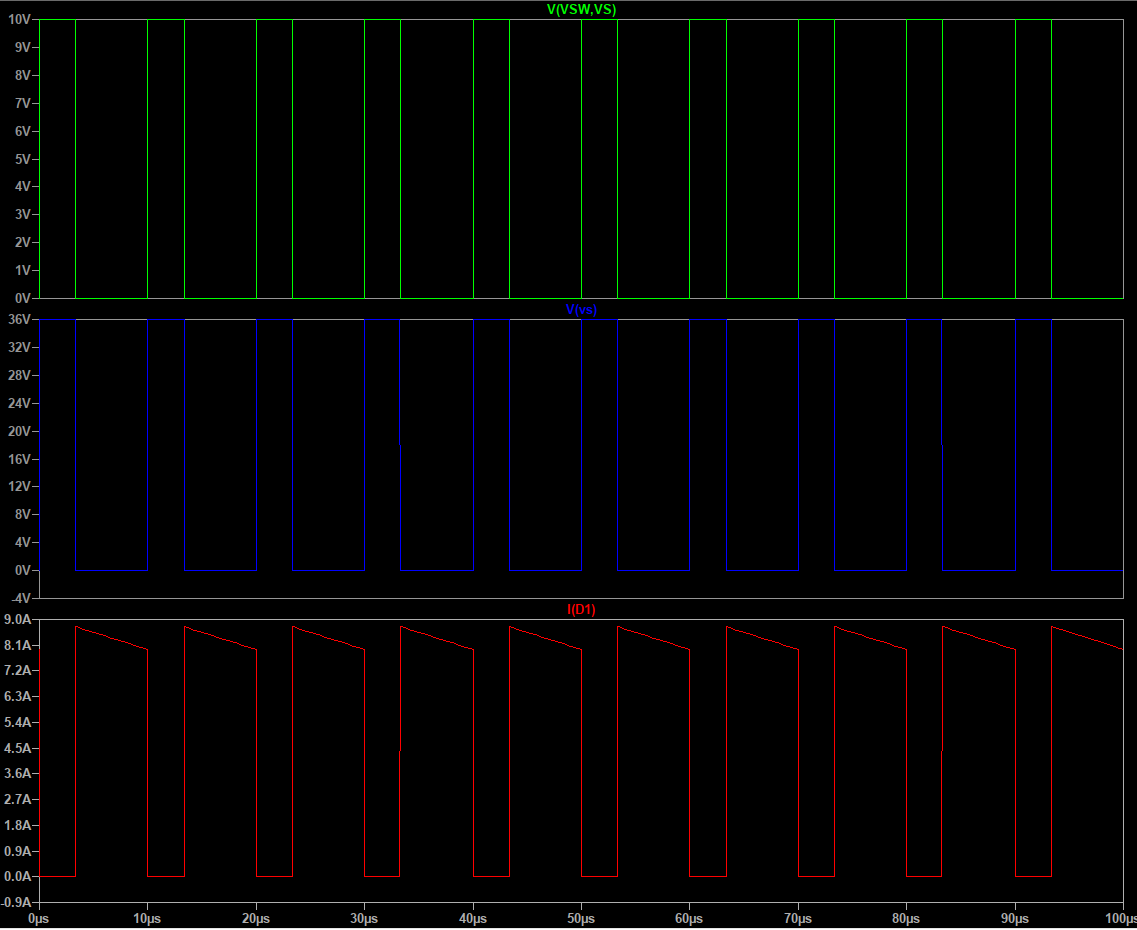 V(VSW,VS)
10V
9V
8V
7V
6V
5V
4V
3V
2V
1V
0V
V(vs)
36V
32V
28V
24V
20V
16V
12V
8V
4V
0V
-4V
I(D1)
9.0A
8.1A
7.2A
6.3A
5.4A
4.5A
3.6A
2.7A
1.8A
0.9A
0.0A
-0.9A
0µs 10µs 20µs 30µs 40µs 50µs 60µs 70µs 80µs 90µs 100µs